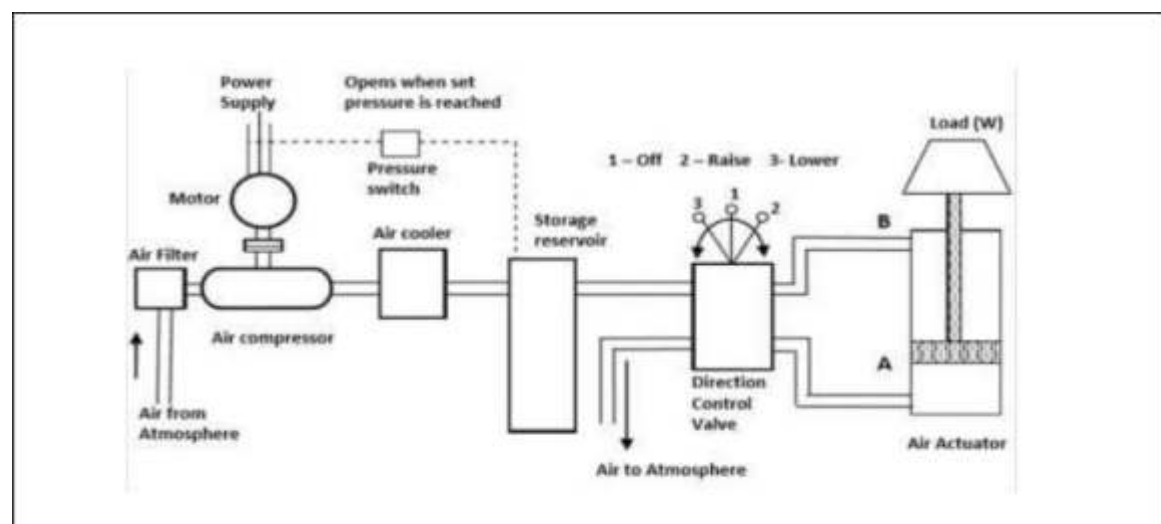 Power
Supply
Opens when set
pressure is reached
Load (W)
1 – Off   2 – Raise   3- Lower
Pressure
switch
Motor
3
1
2
Storage
reservoir
Air cooler
B
Air Filter
Air compressor
A
Direction
Control
Valve
Air from
Atmosphere
Air Actuator
Air to Atmosphere